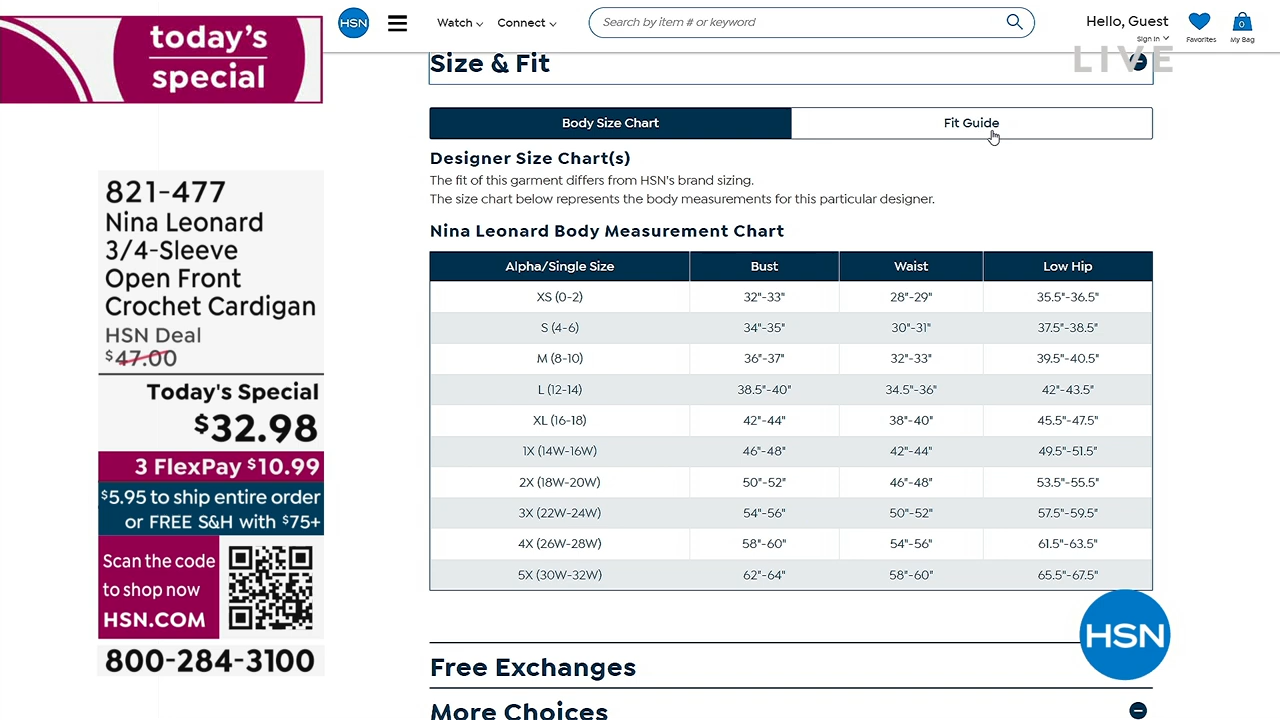 today's
special
HSN
Watch
Connect
Search by item # or keyword
Hello, Guest
Sign In
Favorites
0
My Bag
LIVE
Size & Fit
Body Size Chart
Fit Guide
Designer Size Chart(s)
The fit of this garment differs from HSN's brand sizing.
The size chart below represents the body measurements for this particular designer.
Nina Leonard Body Measurement Chart
Alpha/Single Size Bust Waist Low Hip
XS (0-2) 32"-33" 28"-29" 35.5"-36.5"
S (4-6) 34"-35" 30"-31" 37.5"-38.5"
M (8-10) 36"-37" 32"-33" 39.5"-40.5"
L (12-14) 38.5"-40" 34.5"-36" 42"-43.5"
XL (16-18) 42"-44" 38"-40" 45.5"-47.5"
1X (14W-16W) 46"-48" 42"-44" 49.5"-51.5"
2X (18W-20W) 50"-52" 46"-48" 53.5"-55.5"
3X (22W-24W) 54"-56" 50"-52" 57.5"-59.5"
4X (26W-28W) 58"-60" 54"-56" 61.5"-63.5"
5X (30W-32W) 62"-64" 58"-60" 65.5"-67.5"
Free Exchanges
More Choices
HSN
821-477
Nina Leonard
3/4-Sleeve
Open Front
Crochet Cardigan
HSN Deal
$47.00
Today's Special
$32.98
3 FlexPay $10.99
$5.95 to ship entire order
or FREE S&H with $75+
Scan the code
to shop now
HSN.COM
800-284-3100